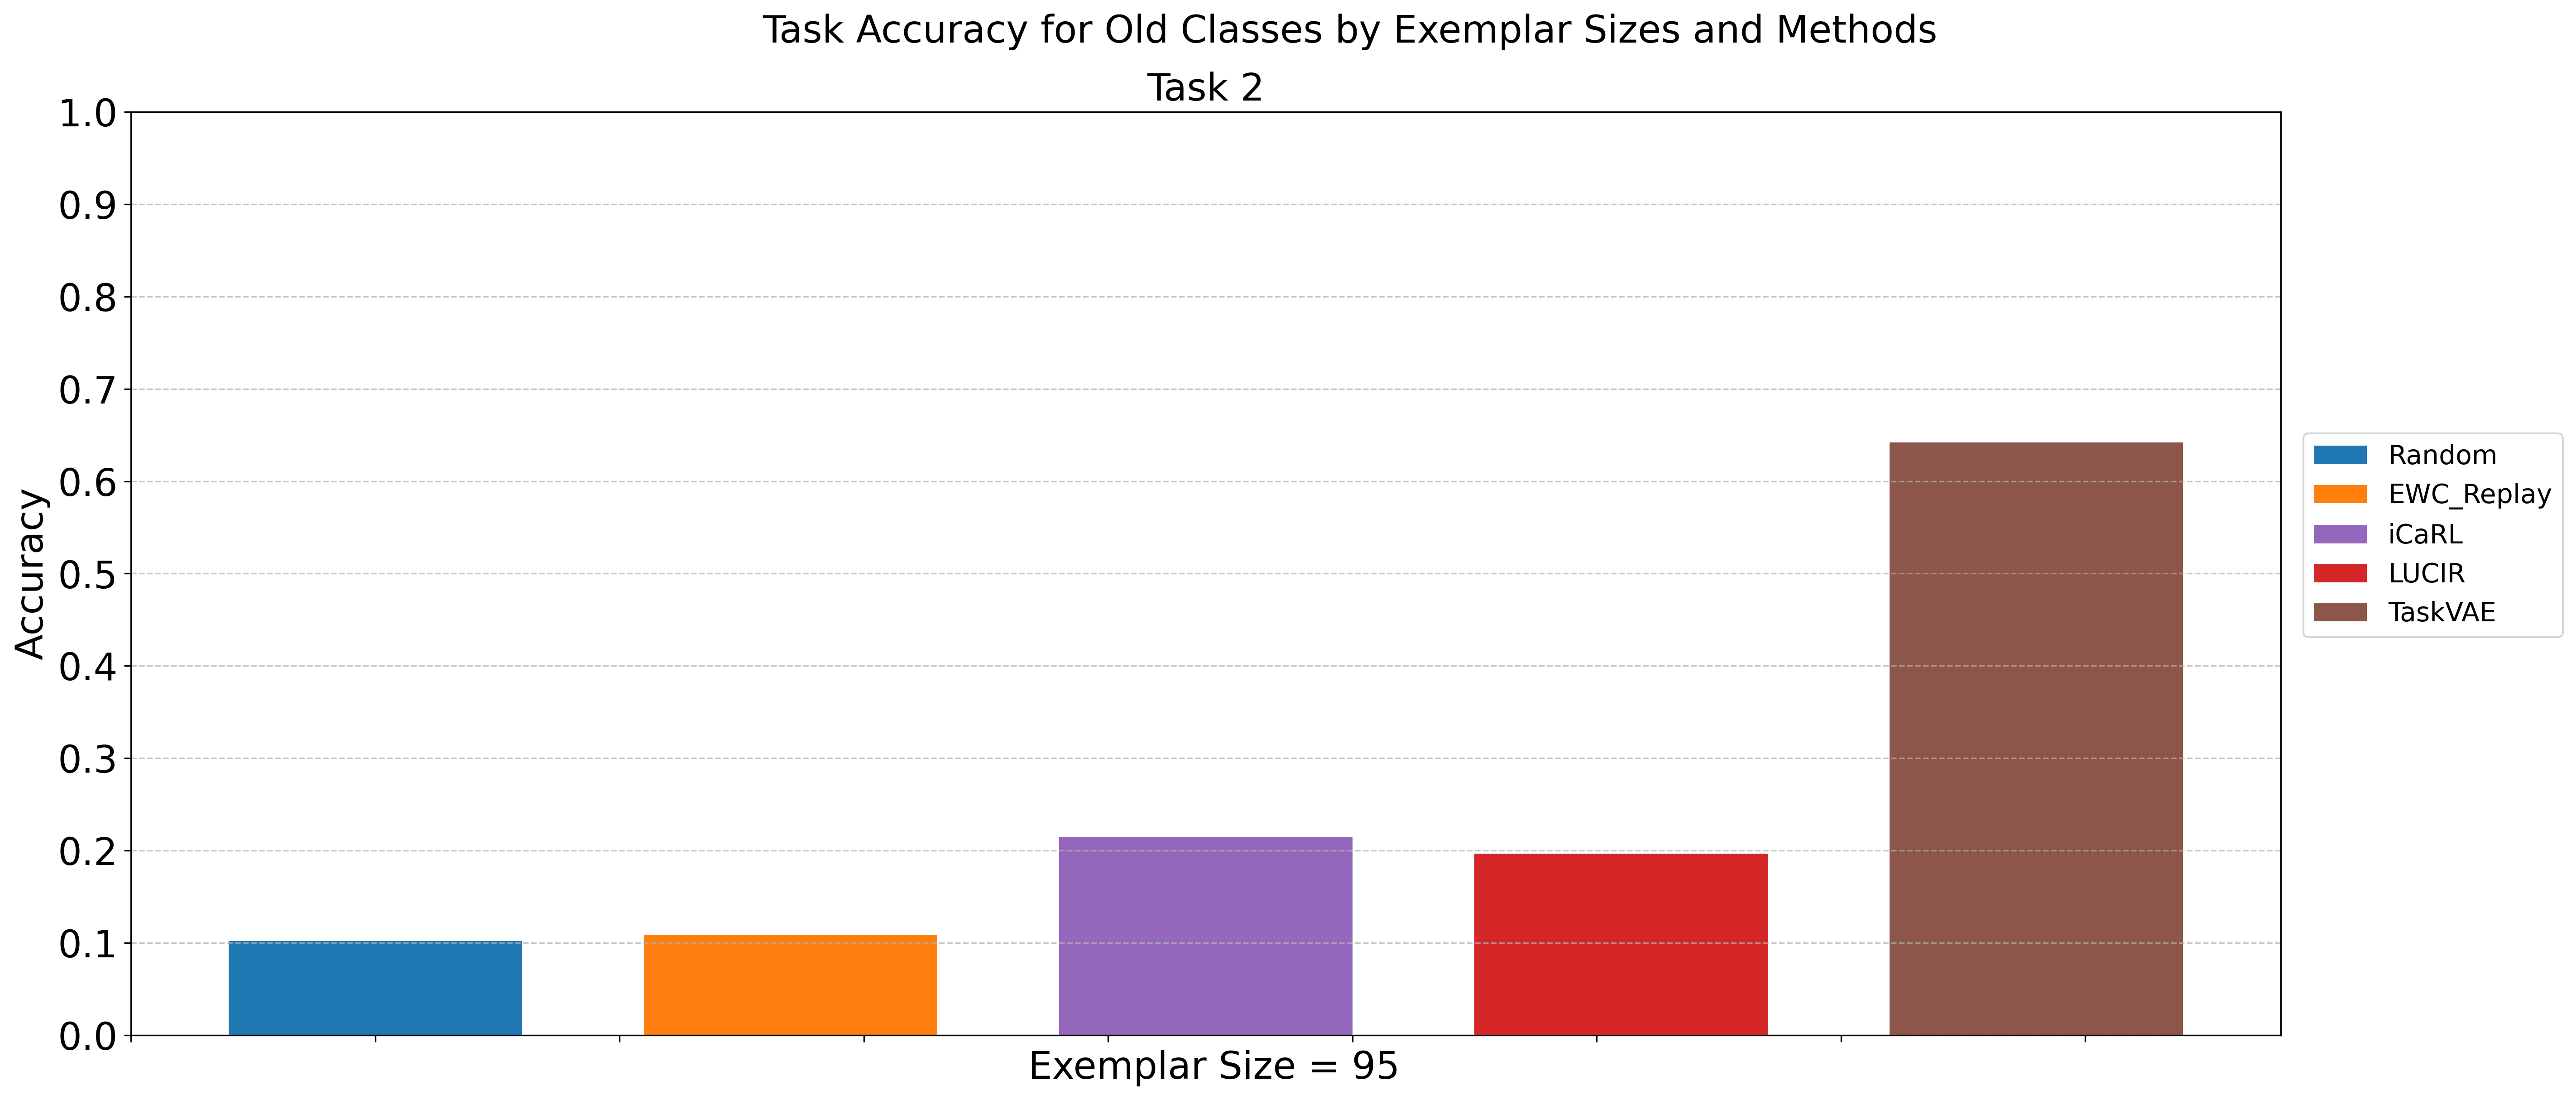 Task Accuracy for Old Classes by Exemplar Sizes and Methods
Task 2
1.0
0.9
0.8
0.7
0.6
0.5
0.4
0.3
0.2
0.1
0.0
Accuracy
Exemplar Size = 95
Random
EWC_Replay
iCaRL
LUCIR
TaskVAE